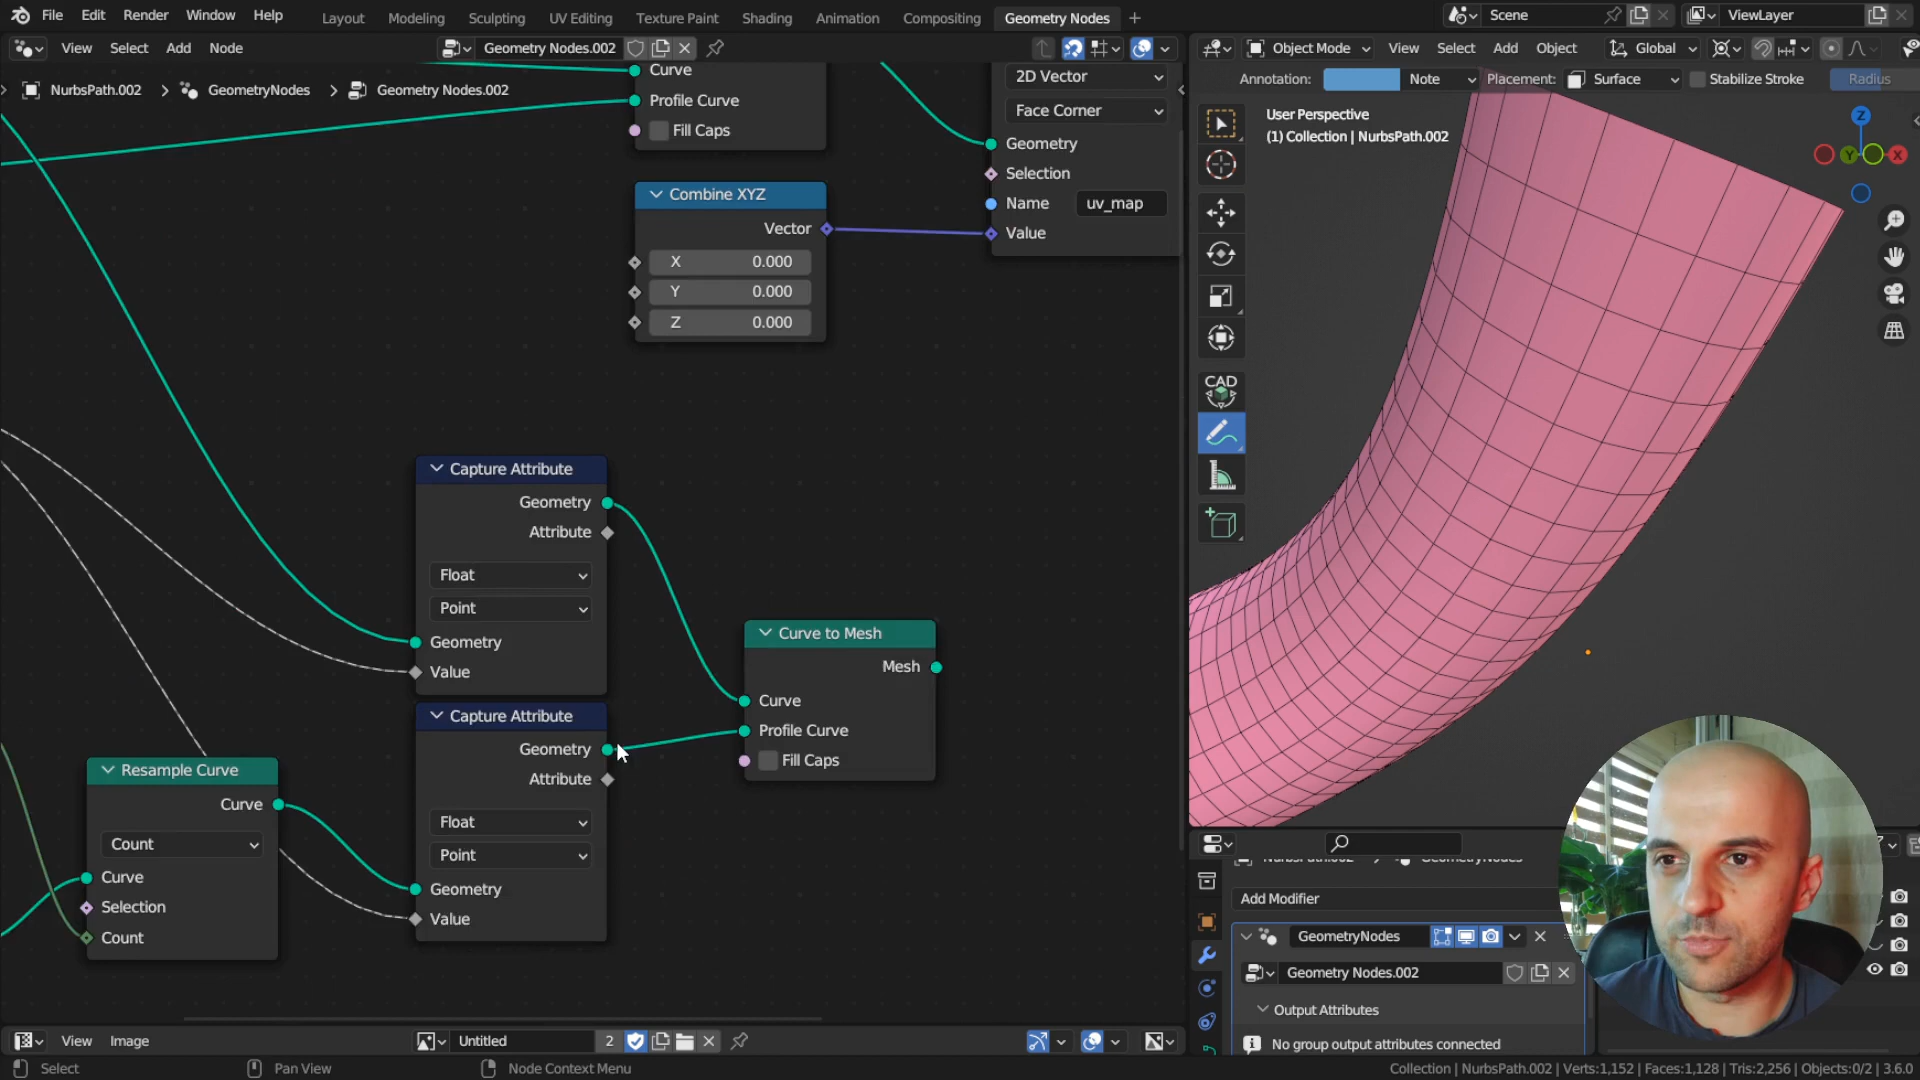 File Edit Render Window Help Layout Modeling Sculpting UV Editing Texture Paint Shading Animation Compositing Geometry Nodes + Scene ViewLayer
View Select Add Node Geometry Nodes.002 Object Mode View Select Add Object Global
NurbsPath.002 > GeometryNodes > Geometry Nodes.002
Annotation: Note Placement: Surface Stabilize Stroke Radius
Curve
Profile Curve
Fill Caps
2D Vector
Face Corner
Geometry
Selection
Name uv_map
Value
Combine XYZ
Vector
X 0.000
Y 0.000
Z 0.000
User Perspective
(1) Collection | NurbsPath.002
Z
Y
X
CAD
Capture Attribute
Geometry
Attribute
Float
Point
Geometry
Value
Capture Attribute
Geometry
Attribute
Float
Point
Geometry
Value
Curve to Mesh
Mesh
Curve
Profile Curve
Fill Caps
Resample Curve
Curve
Count
Curve
Selection
Count
NurbsPath.002 > GeometryNodes
Add Modifier
GeometryNodes
Geometry Nodes.002
Output Attributes
No group output attributes connected
View Image Untitled 2
Select Pan View Node Context Menu
Collection | NurbsPath.002 | Verts:1,152 | Faces:1,128 | Tris:2,256 | Objects:0/2 | 3.6.0